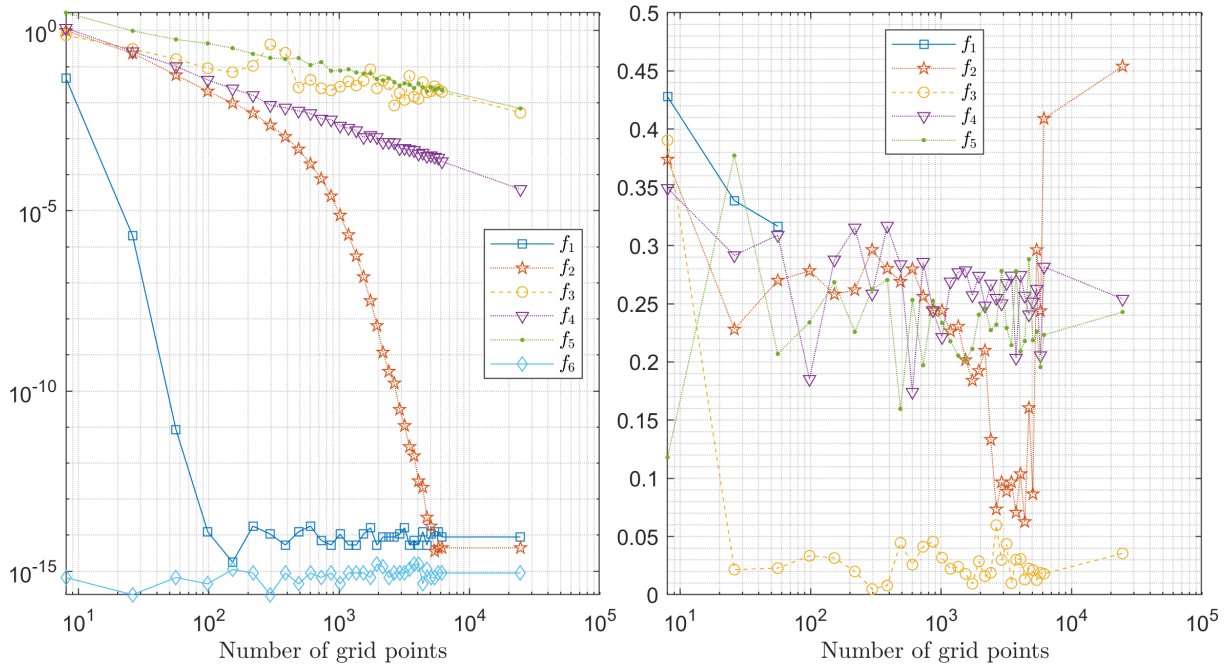 10^0
10^-5
10^-10
10^-15
f_1
f_2
f_3
f_4
f_5
f_6
10^1
10^2
10^3
10^4
10^5
Number of grid points
0.5
0.45
0.4
0.35
0.3
0.25
0.2
0.15
0.1
0.05
0
f_1
f_2
f_3
f_4
f_5
10^1
10^2
10^3
10^4
10^5
Number of grid points